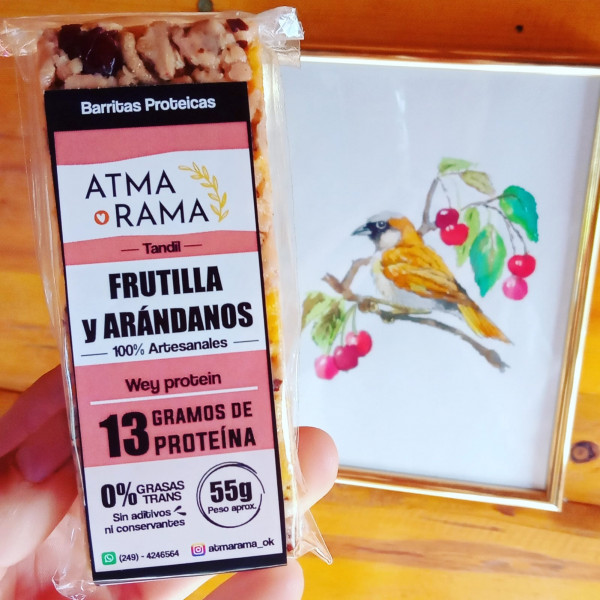 Barritas Proteicas
ATMA
RAMA
Tandil
FRUTILLA
y ARÁNDANOS
100% Artesanales
Wey protein
13 GRAMOS DE
PROTEÍNA
0% GRASAS
TRANS
Sin aditivos
ni conservantes
55g
Peso aprox.
(249) - 4246564
atmarama_ok